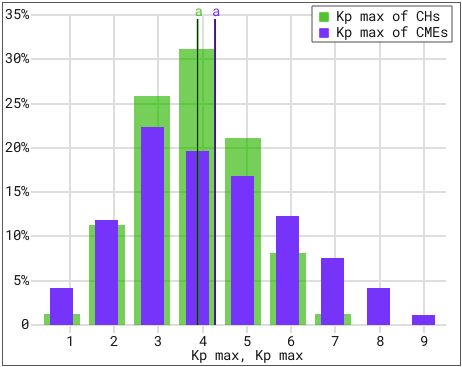 35%
a a
Kp max of CHs
Kp max of CMEs
30%
25%
20%
15%
10%
5%
0
1 2 3 4 5 6 7 8 9
Kp max, Kp max